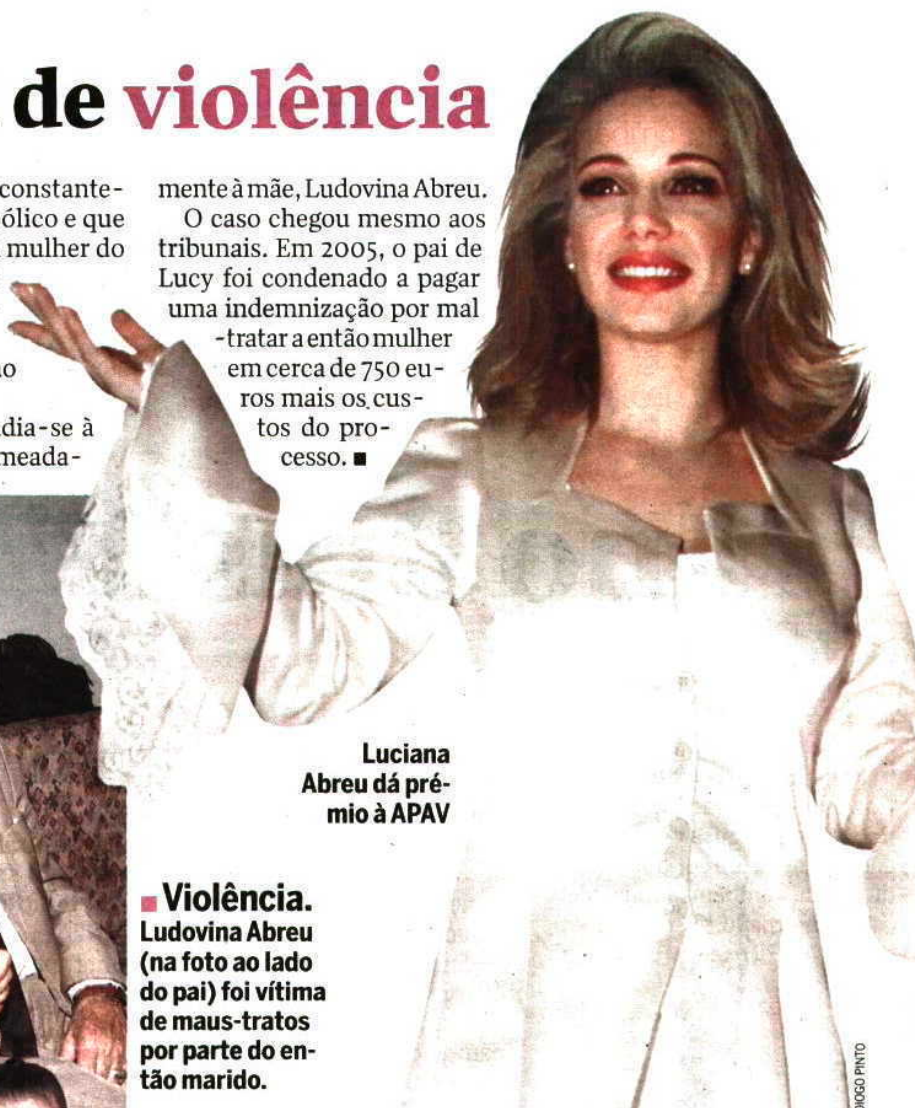 de violência
constante-
ólico e que
mulher do
dia-se à
meada-
mente à mãe, Ludovina Abreu.
O caso chegou mesmo aos
tribunais. Em 2005, o pai de
Lucy foi condenado a pagar
uma indemnização por mal
-tratar a então mulher
em cerca de 750 eu-
ros mais os cus-
tos do pro-
cesso. ■
Luciana
Abreu dá pré-
mio à APAV
■ Violência.
Ludovina Abreu
(na foto ao lado
do pai) foi vítima
de maus-tratos
por parte do en-
tão marido.
DIOGO PINTO